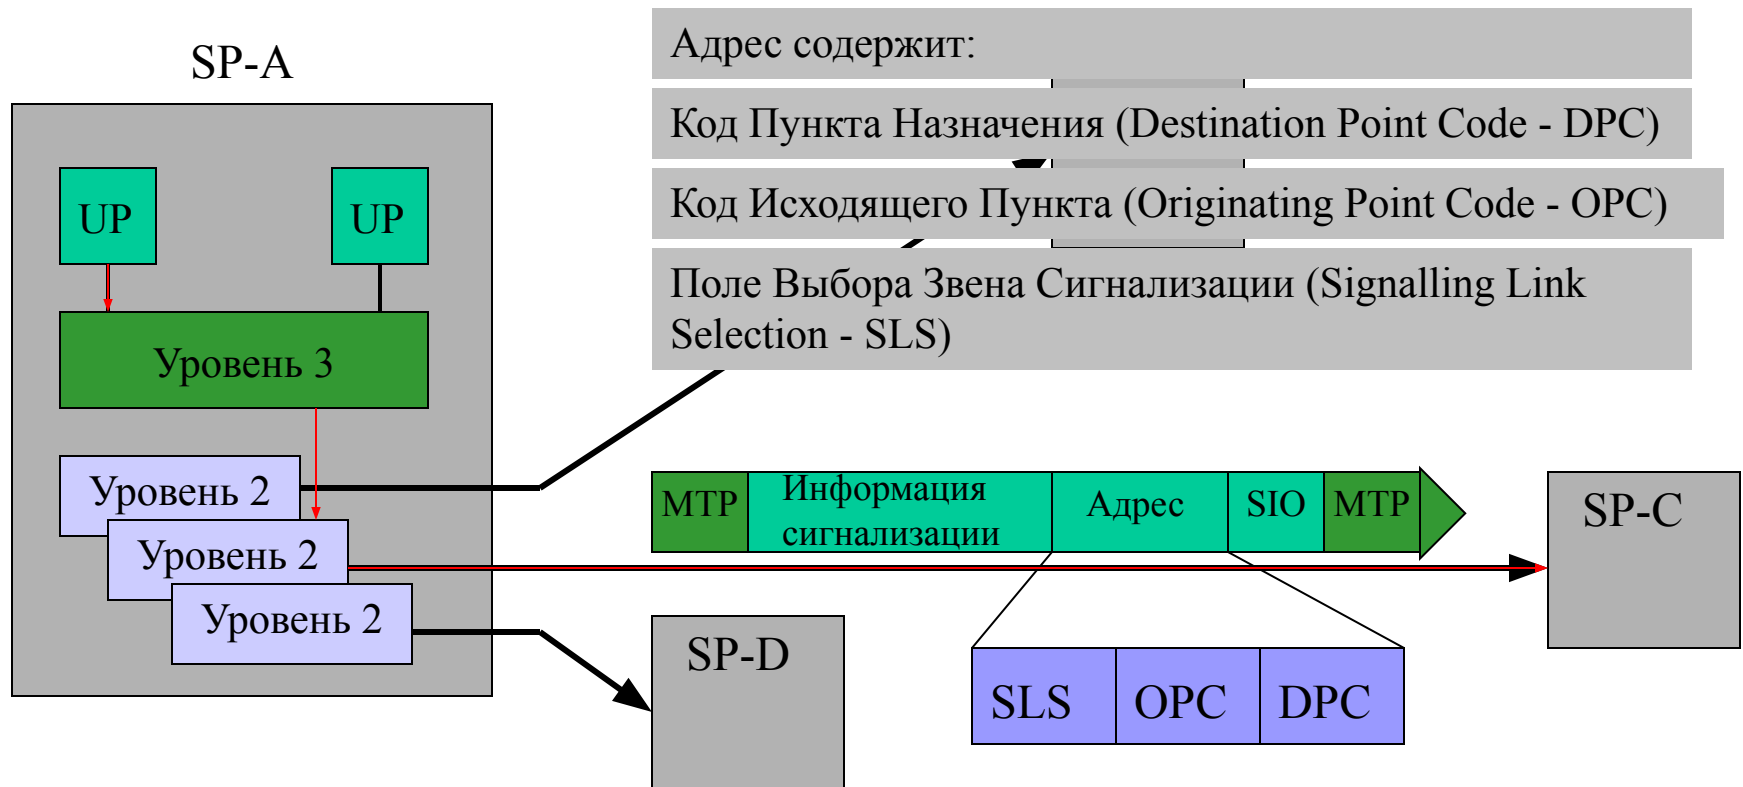 SP-A
Адрес содержит:
Код Пункта Назначения (Destination Point Code - DPC)
Код Исходящего Пункта (Originating Point Code - OPC)
Поле Выбора Звена Сигнализации (Signalling Link
Selection - SLS)
UP
UP
Уровень 3
Уровень 2
Уровень 2
Уровень 2
MTP
Информация
сигнализации
Адрес
SIO
MTP
SP-C
SP-D
SLS
OPC
DPC